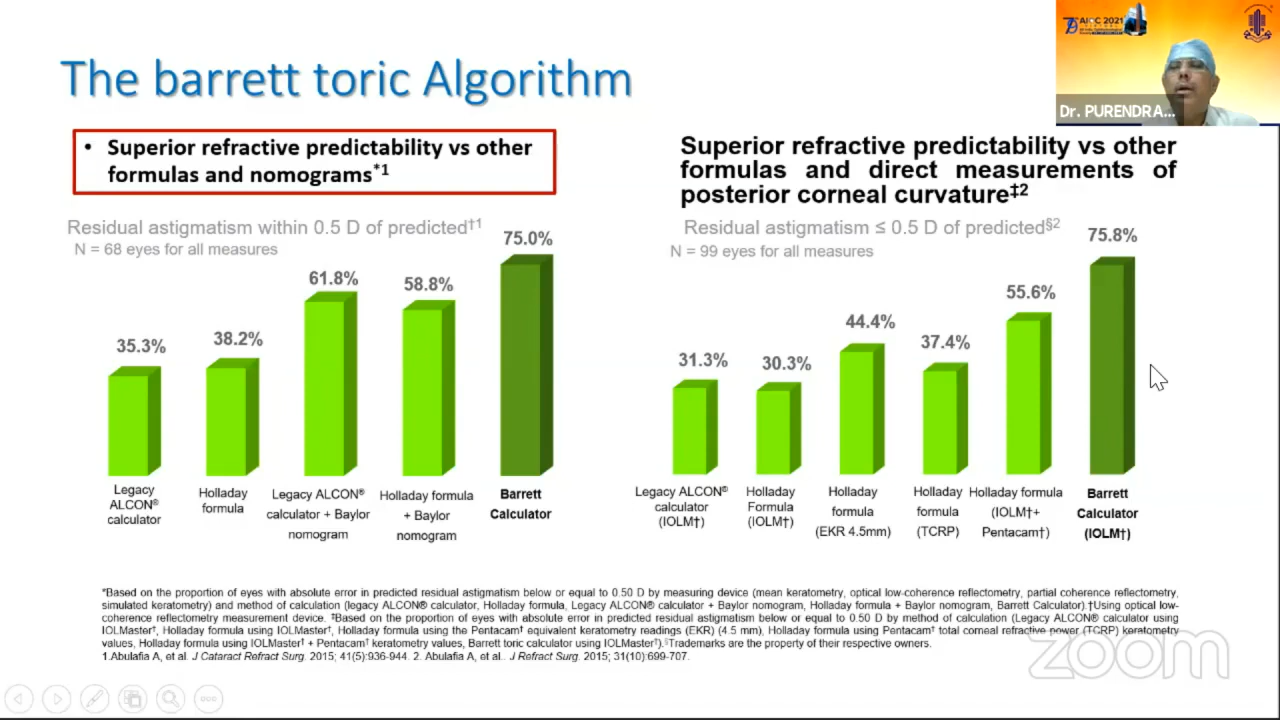 The barrett toric Algorithm
• Superior refractive predictability vs other
formulas and nomograms*1
Residual astigmatism within 0.5 D of predicted†1
N = 68 eyes for all measures
35.3%
38.2%
61.8%
58.8%
75.0%
Legacy
ALCON®
calculator
Holladay
formula
Legacy ALCON®
calculator + Baylor
nomogram
Holladay formula
+ Baylor
nomogram
Barrett
Calculator
Superior refractive predictability vs other
formulas and direct measurements of
posterior corneal curvature‡2
Residual astigmatism ≤ 0.5 D of predicted§2
N = 99 eyes for all measures
31.3%
30.3%
44.4%
37.4%
55.6%
75.8%
Legacy ALCON®
calculator
(IOLM†)
Holladay
Formula
(IOLM†)
Holladay
formula
(EKR 4.5mm)
Holladay
formula
(TCRP)
Holladay formula
(IOLM†+
Pentacam†)
Barrett
Calculator
(IOLM†)
*Based on the proportion of eyes with absolute error in predicted residual astigmatism below or equal to 0.50 D by measuring device (mean keratometry, optical low-coherence reflectometry, partial coherence reflectometry,
simulated keratometry) and method of calculation (legacy ALCON® calculator, Holladay formula, Legacy ALCON® calculator + Baylor nomogram, Holladay formula + Baylor nomogram, Barrett Calculator).†Using optical low-
coherence reflectometry measurement device. ‡Based on the proportion of eyes with absolute error in predicted residual astigmatism below or equal to 0.50 D by method of calculation (Legacy ALCON® calculator using
IOLMaster†, Holladay formula using IOLMaster†, Holladay formula using the Pentacam† equivalent keratometry readings (EKR) (4.5 mm), Holladay formula using Pentacam† total corneal refractive power (TCRP) keratometry
values, Holladay formula using IOLMaster† + Pentacam† keratometry values, Barrett toric calculator using IOLMaster†).§Trademarks are the property of their respective owners.
1.Abulafia A, et al. J Cataract Refract Surg. 2015; 41(5):936-944. 2. Abulafia A, et al.. J Refract Surg. 2015; 31(10):699-707.
AIOC 2021
Dr. PURENDRA...
zoom